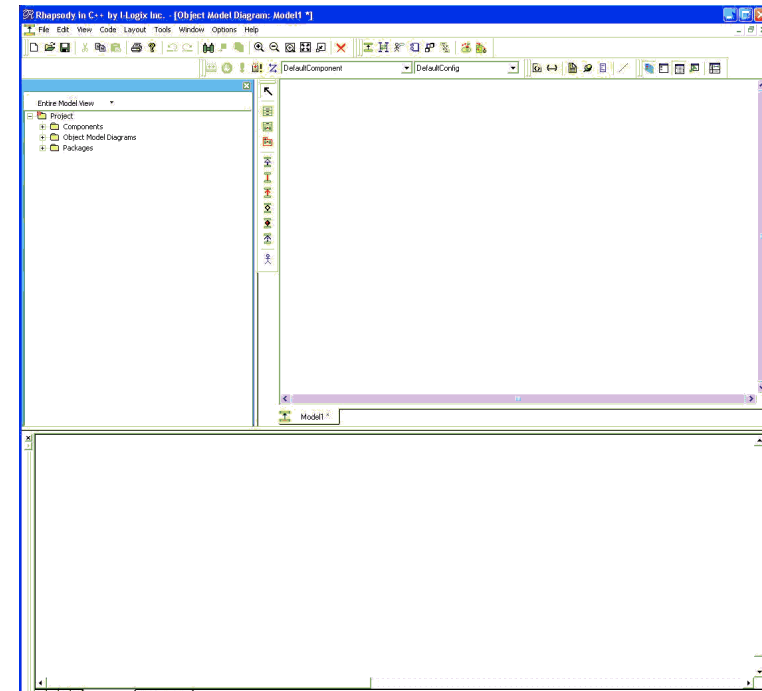 Rhapsody in C++ by I-Logix Inc. - [Object Model Diagram: Model1 *]
File Edit View Code Layout Tools Window Options Help
DefaultComponent DefaultConfig
Entire Model View
Project
Components
Object Model Diagrams
Packages
Model1 *